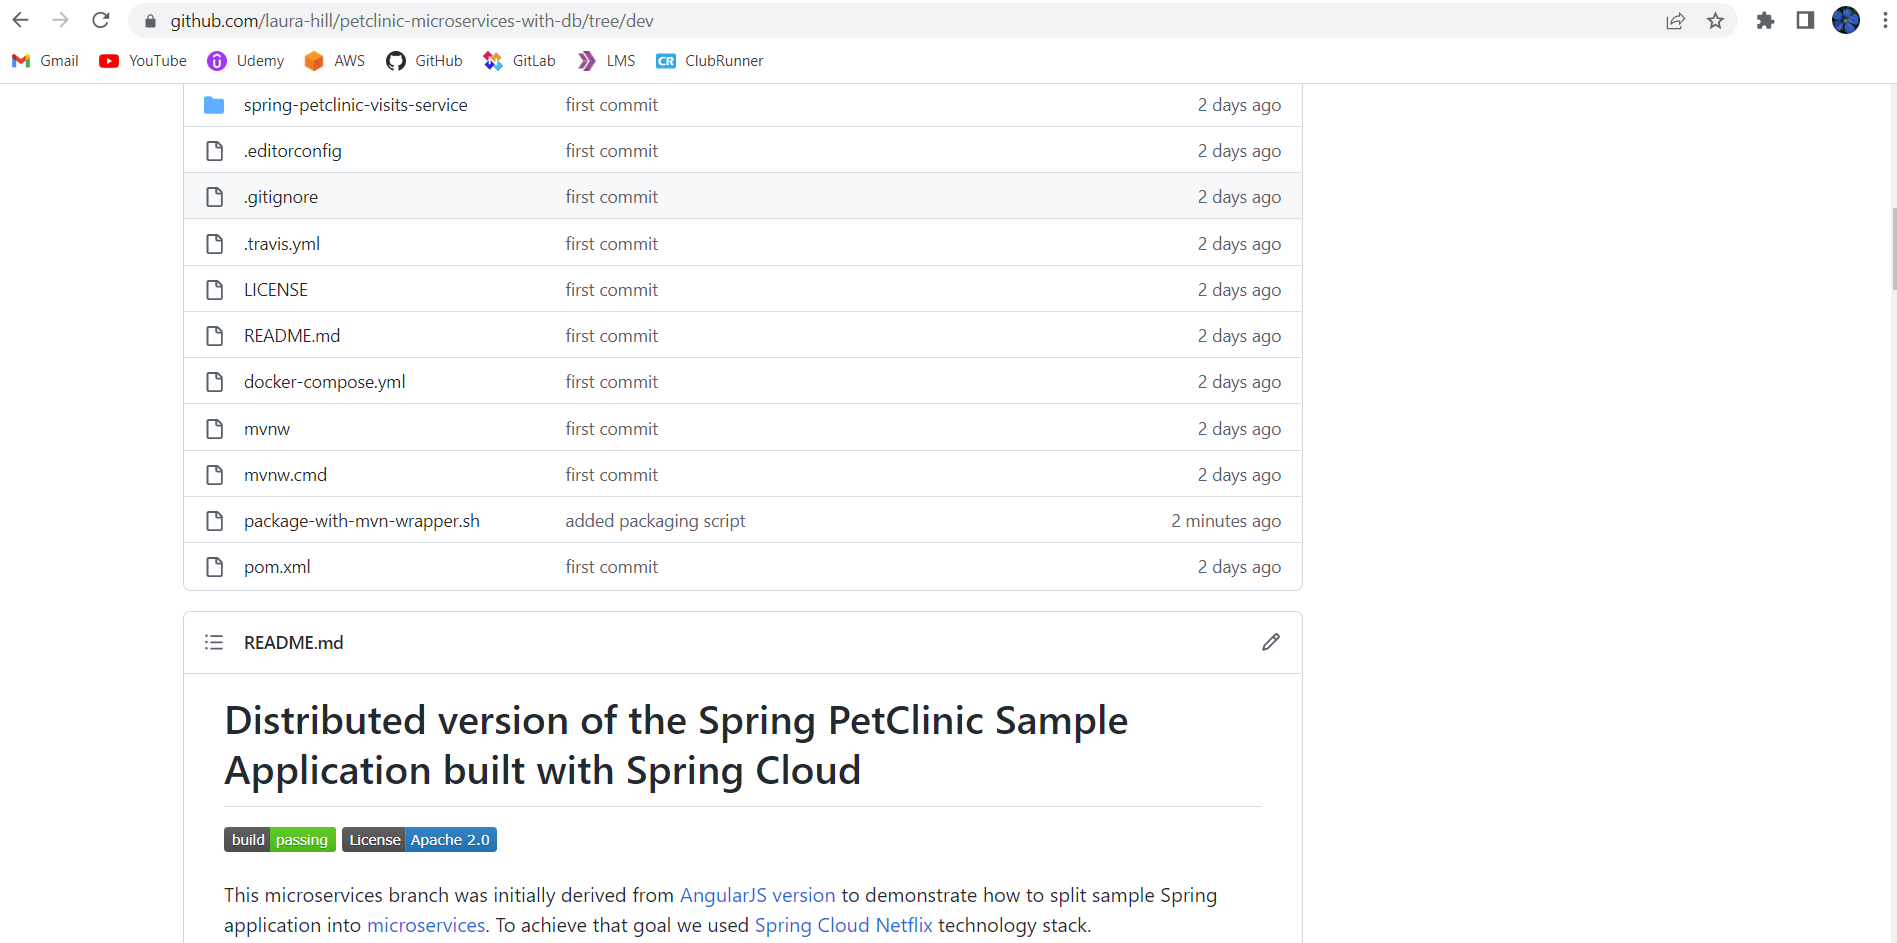 github.com/laura-hill/petclinic-microservices-with-db/tree/dev
Gmail YouTube Udemy AWS GitHub GitLab LMS CR ClubRunner
spring-petclinic-visits-service first commit 2 days ago
.editorconfig first commit 2 days ago
.gitignore first commit 2 days ago
.travis.yml first commit 2 days ago
LICENSE first commit 2 days ago
README.md first commit 2 days ago
docker-compose.yml first commit 2 days ago
mvnw first commit 2 days ago
mvnw.cmd first commit 2 days ago
package-with-mvn-wrapper.sh added packaging script 2 minutes ago
pom.xml first commit 2 days ago
README.md
Distributed version of the Spring PetClinic Sample
Application built with Spring Cloud
build passing License Apache 2.0
This microservices branch was initially derived from AngularJS version to demonstrate how to split sample Spring
application into microservices. To achieve that goal we used Spring Cloud Netflix technology stack.